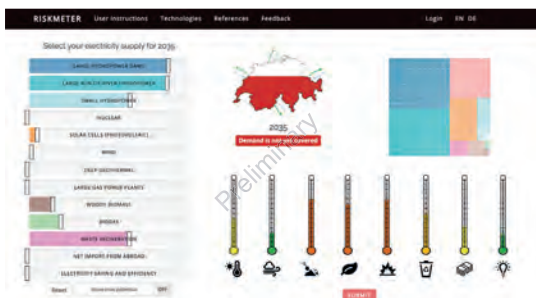 RISKMETER User Instructions Technologies References Feedback Login EN DE
Select your electricity supply for 2035
LARGE HYDROPOWER DAMS
LARGE RUN-OF-RIVER HYDROPOWER
SMALL HYDROPOWER
NUCLEAR
SOLAR CELLS (PHOTOVOLTAIC)
WIND
DEEP GEOTHERMAL
LARGE GAS POWER PLANTS
WOODY BIOMASS
BIOGAS
WASTE INCINERATION
NET IMPORT FROM ABROAD
ELECTRICITY SAVING AND EFFICIENCY
Reset
OFF
2035
Demand is not yet covered
Preliminary
SUBMIT